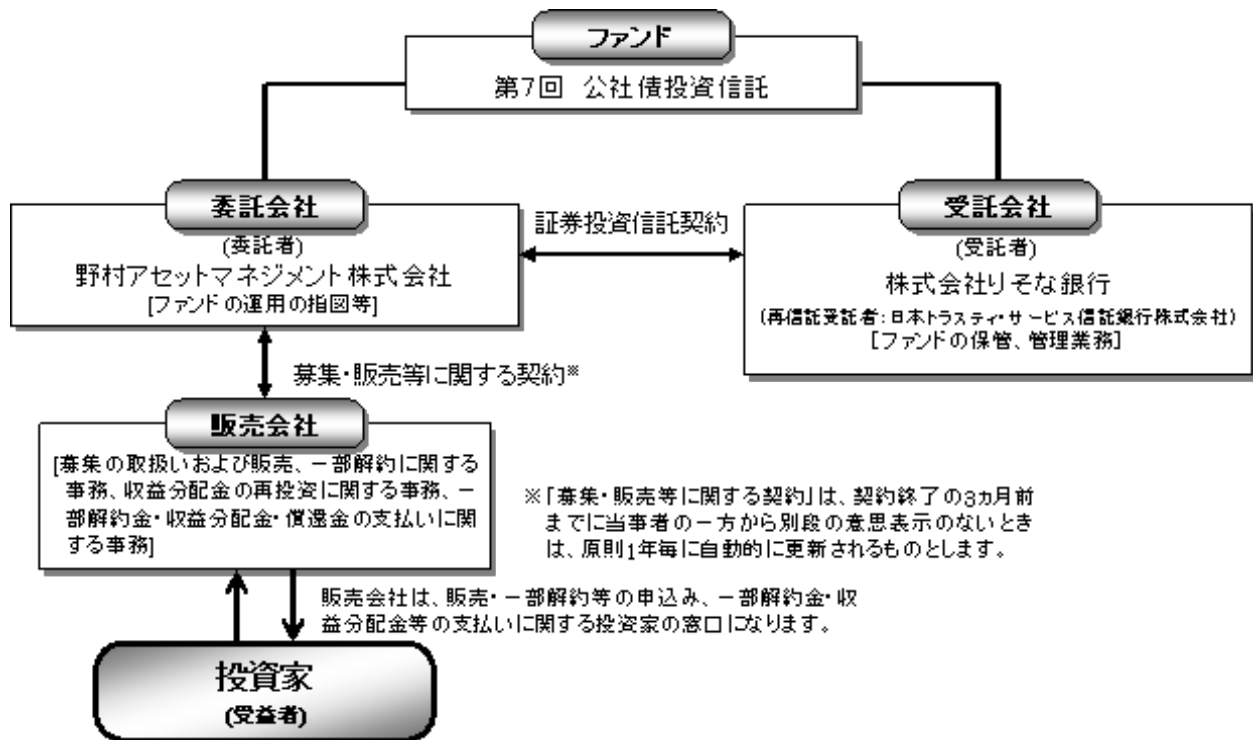 ファンド
第7回 公社債投資信託
委託会社
(委託者)
野村アセットマネジメント株式会社
[ファンドの運用の指図等]
証券投資信託契約
受託会社
(受託者)
株式会社りそな銀行
(再信託受託者:日本トラスティ・サービス信託銀行株式会社)
[ファンドの保管、管理業務]
募集・販売等に関する契約※
販売会社
[募集の取扱いおよび販売、一部解約に関する
事務、収益分配金の再投資に関する事務、一
部解約金・収益分配金・償還金の支払いに関
する事務]
※「募集・販売等に関する契約」は、契約終了の3ヵ月前
までに当事者の一方から別段の意思表示のないとき
は、原則1年毎に自動的に更新されるものとします。
販売会社は、販売・一部解約等の申込み、一部解約金・収
益分配金等の支払いに関する投資家の窓口になります。
投資家
(受益者)